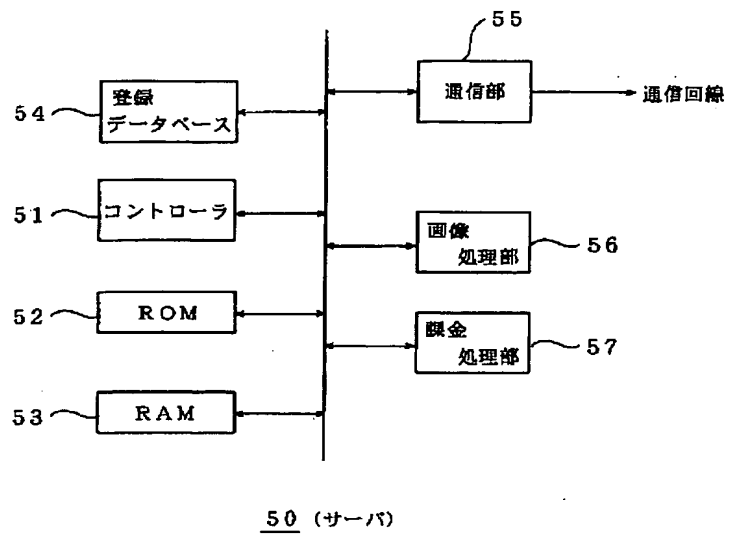 55
登録
データベース
54
通信部
通信回線
コントローラ
51
画像
処理部
56
ROM
52
課金
処理部
57
RAM
53
50 (サーバ)